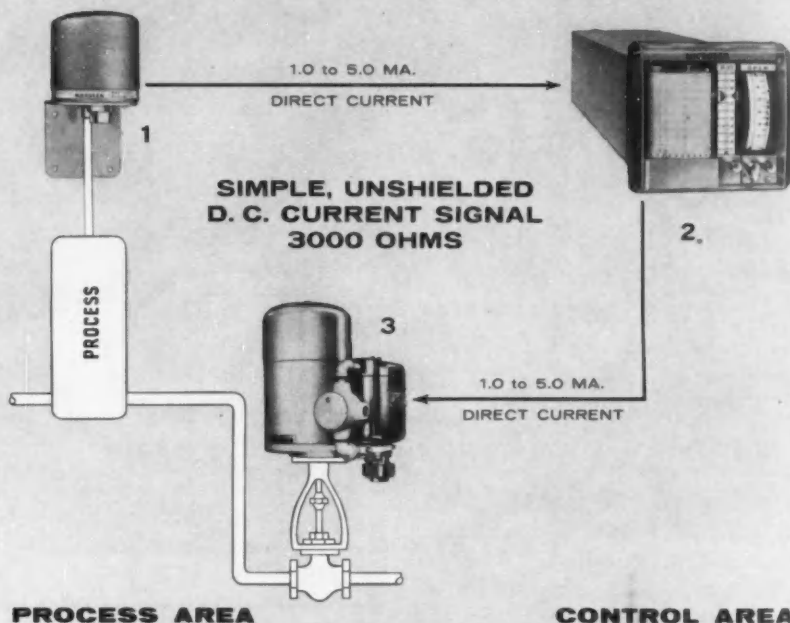 1.0 to 5.0 MA.
DIRECT CURRENT
1
SIMPLE, UNSHIELDED
D. C. CURRENT SIGNAL
3000 OHMS
2.
PROCESS
3
1.0 to 5.0 MA.
DIRECT CURRENT
PROCESS AREA
CONTROL AREA